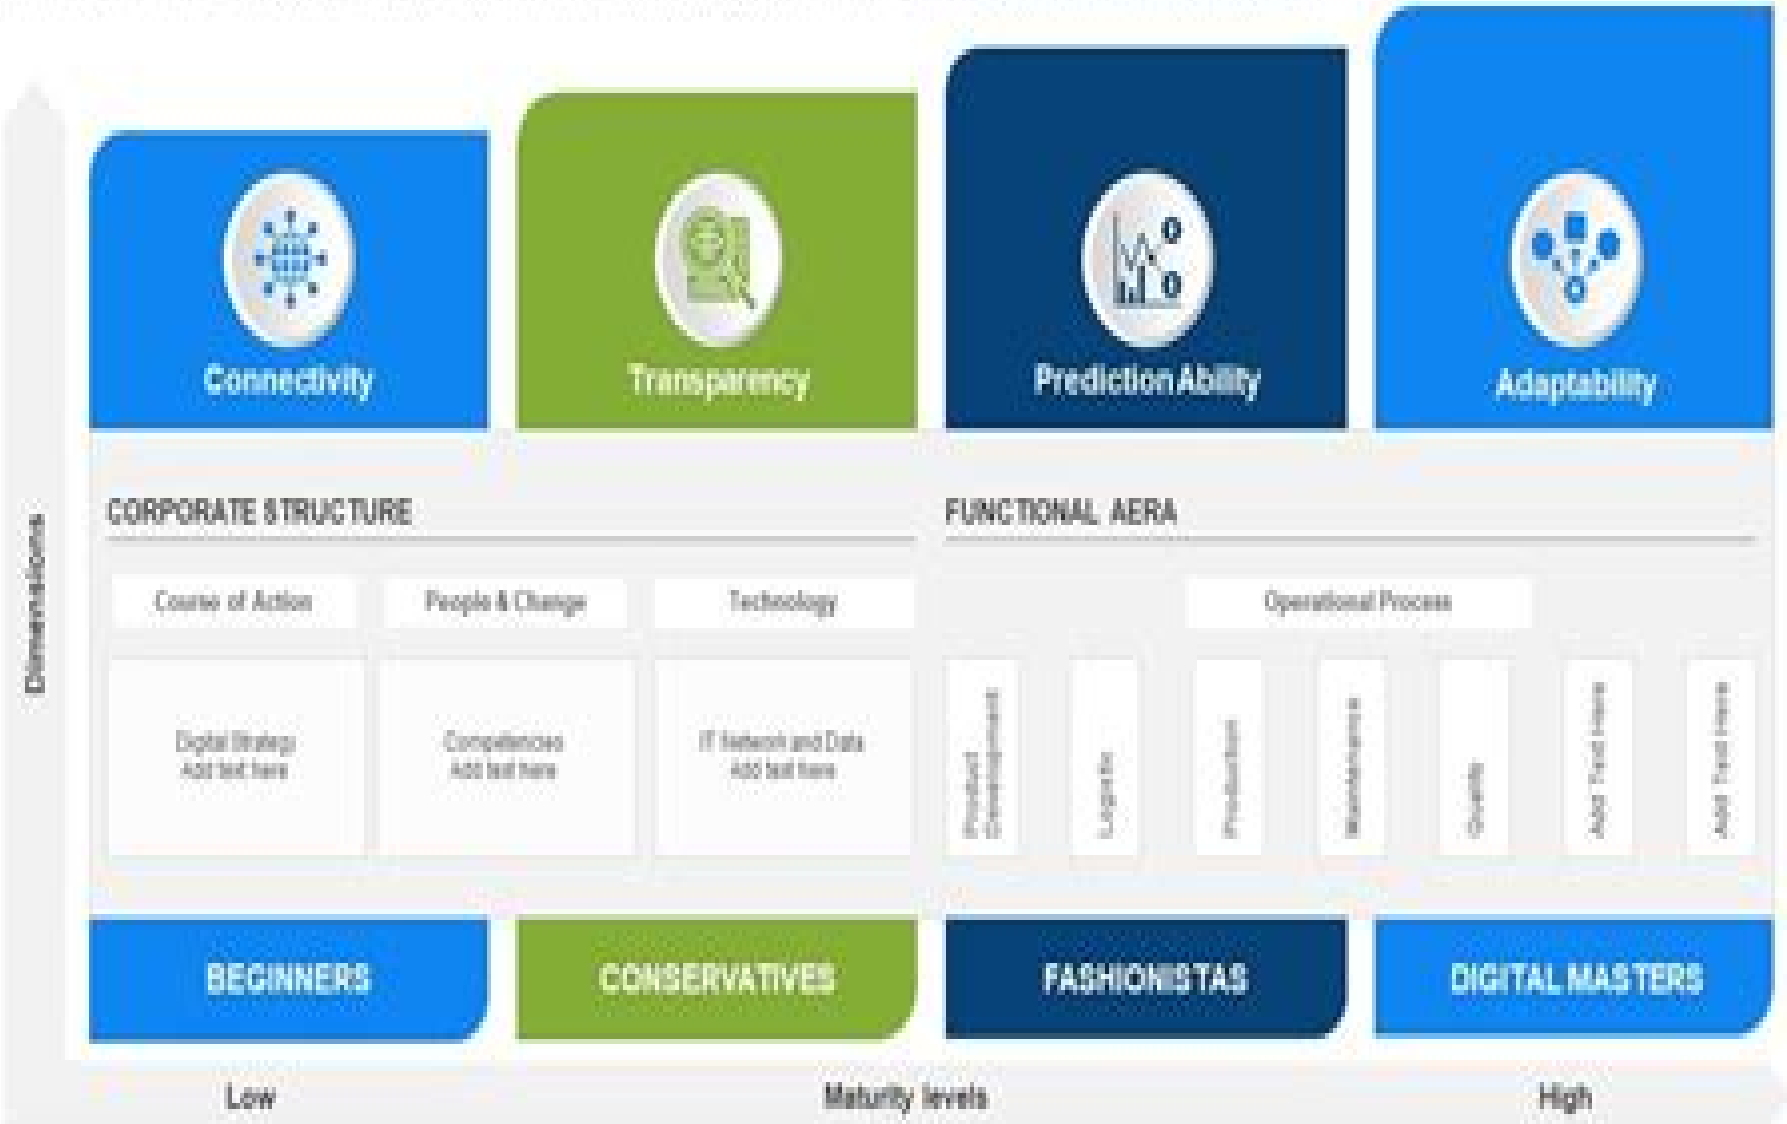 Connectivity
Transparency
Prediction Ability
Adaptability
Dimensions
CORPORATE STRUCTURE
FUNCTIONAL AERA
Course of Action
People & Change
Technology
Operational Process
Digital Strategy
Add text here
Competencies
Add text here
IT Network and Data
Add text here
Product
Development
Logistic
Production
Maintenance
Quality
Add Text Here
Add Text Here
BEGINNERS
CONSERVATIVES
FASHIONISTAS
DIGITAL MASTERS
Low
Maturity levels
High